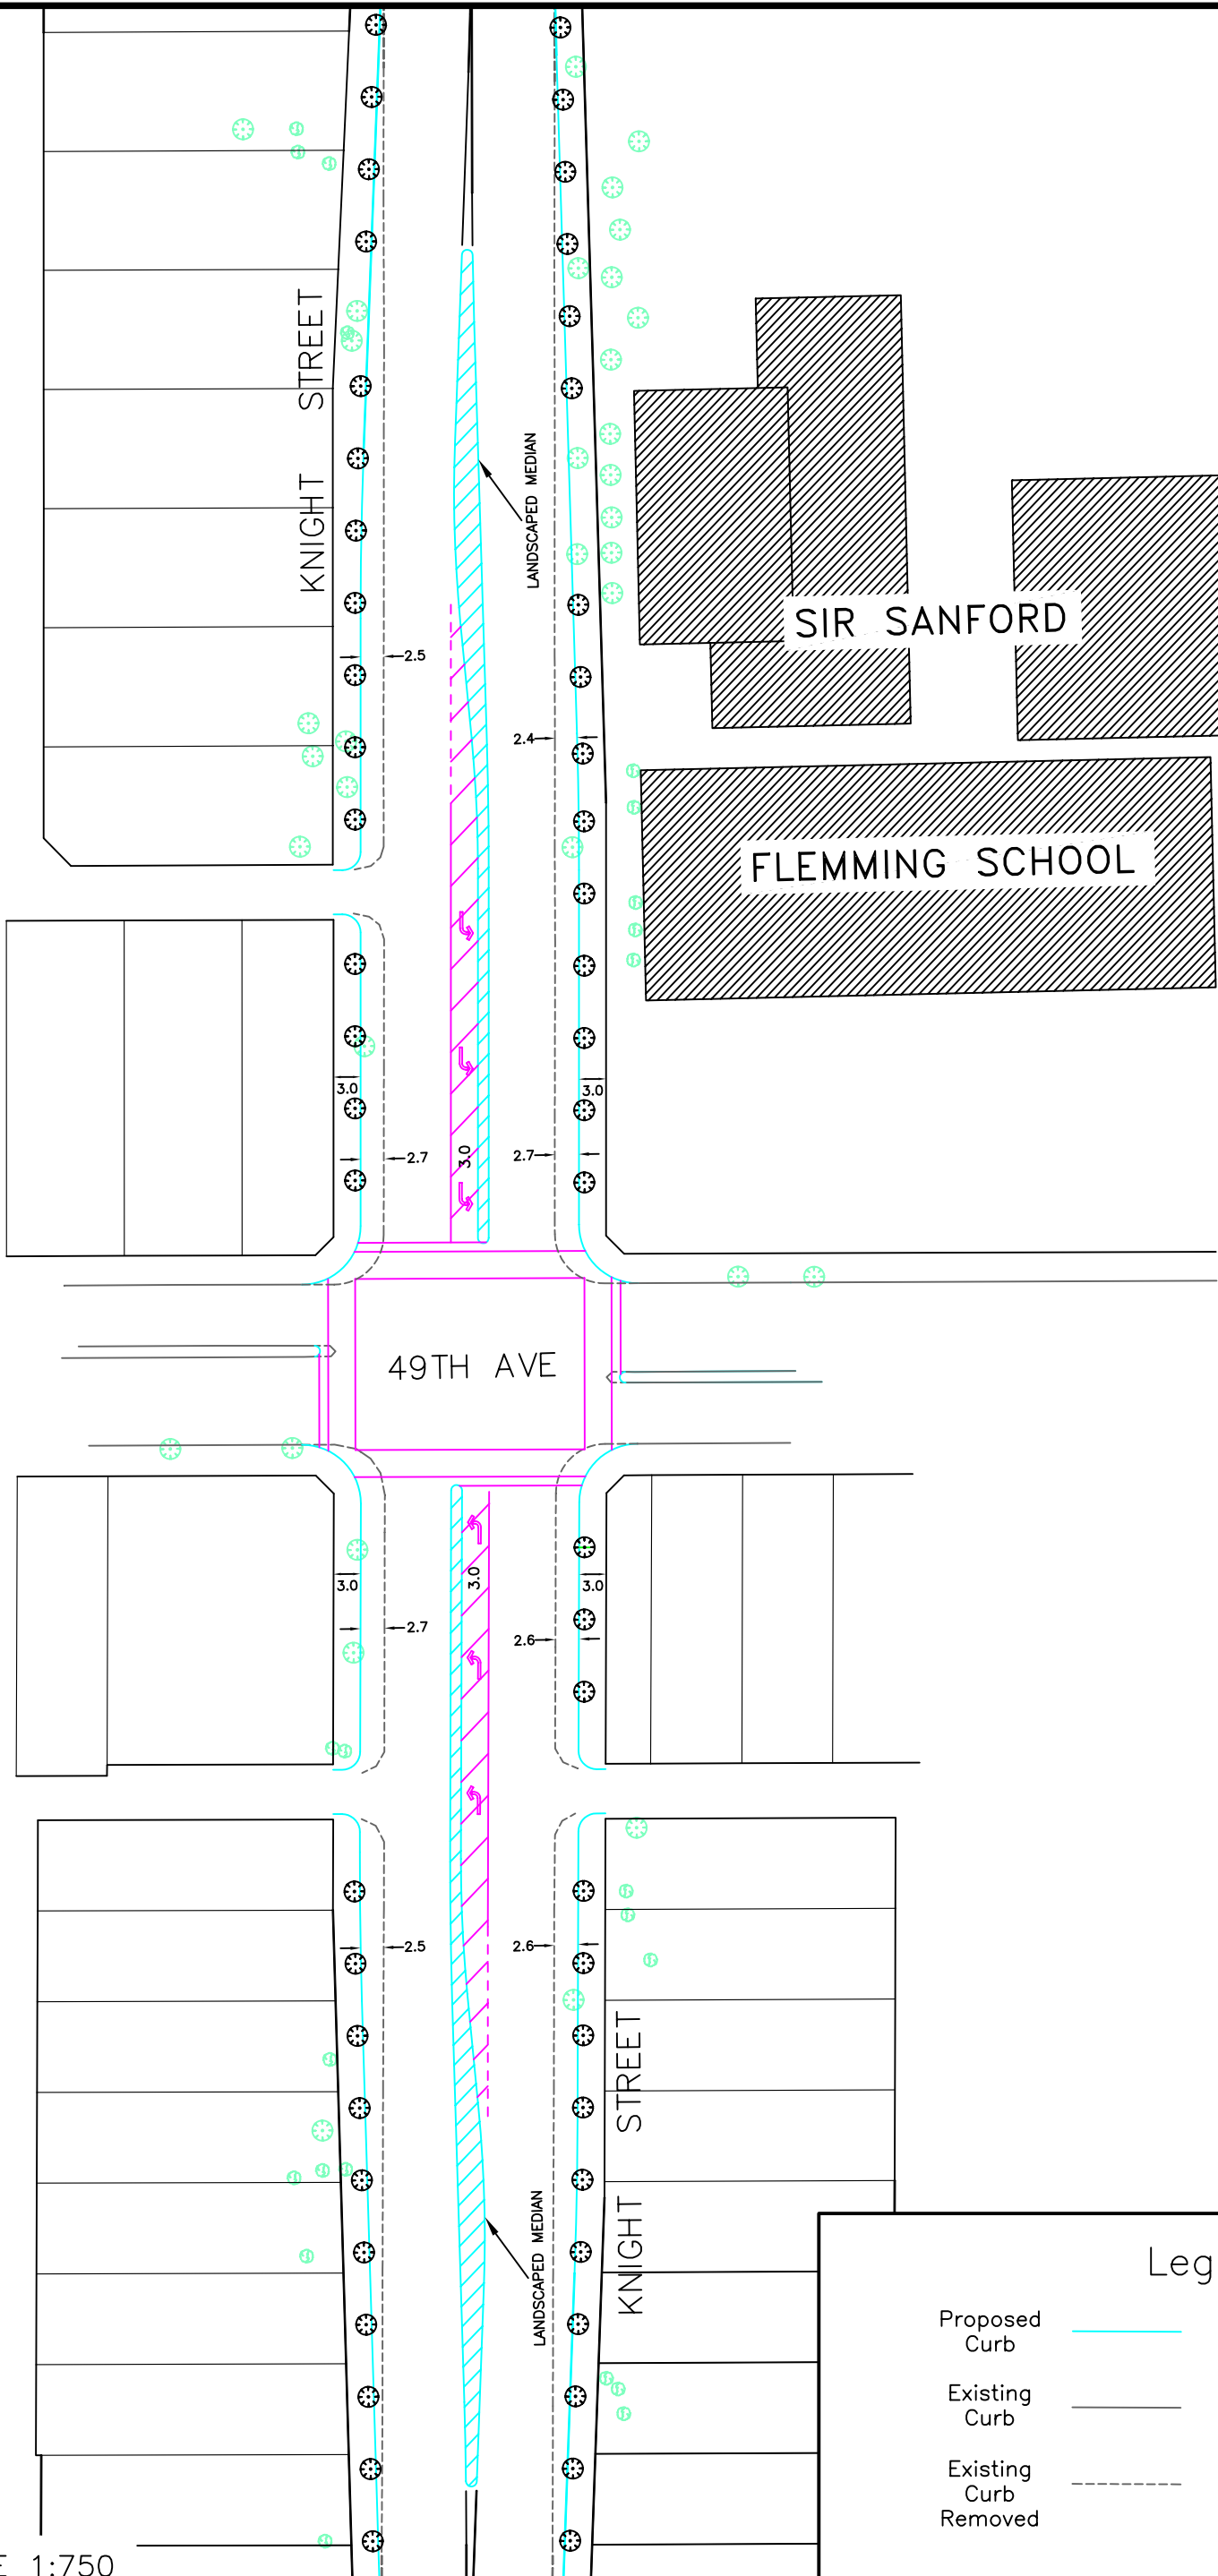 KNIGHT STREET
LANDSCAPED MEDIAN
SIR SANFORD
2.5
2.4
FLEMMING SCHOOL
3.0
3.0
2.7
3.0
2.7
49TH AVE
3.0
3.0
3.0
2.7
2.6
2.5
2.6
KNIGHT STREET
LANDSCAPED MEDIAN
Leg
Proposed
Curb
Existing
Curb
Existing
Curb
Removed
E 1:750